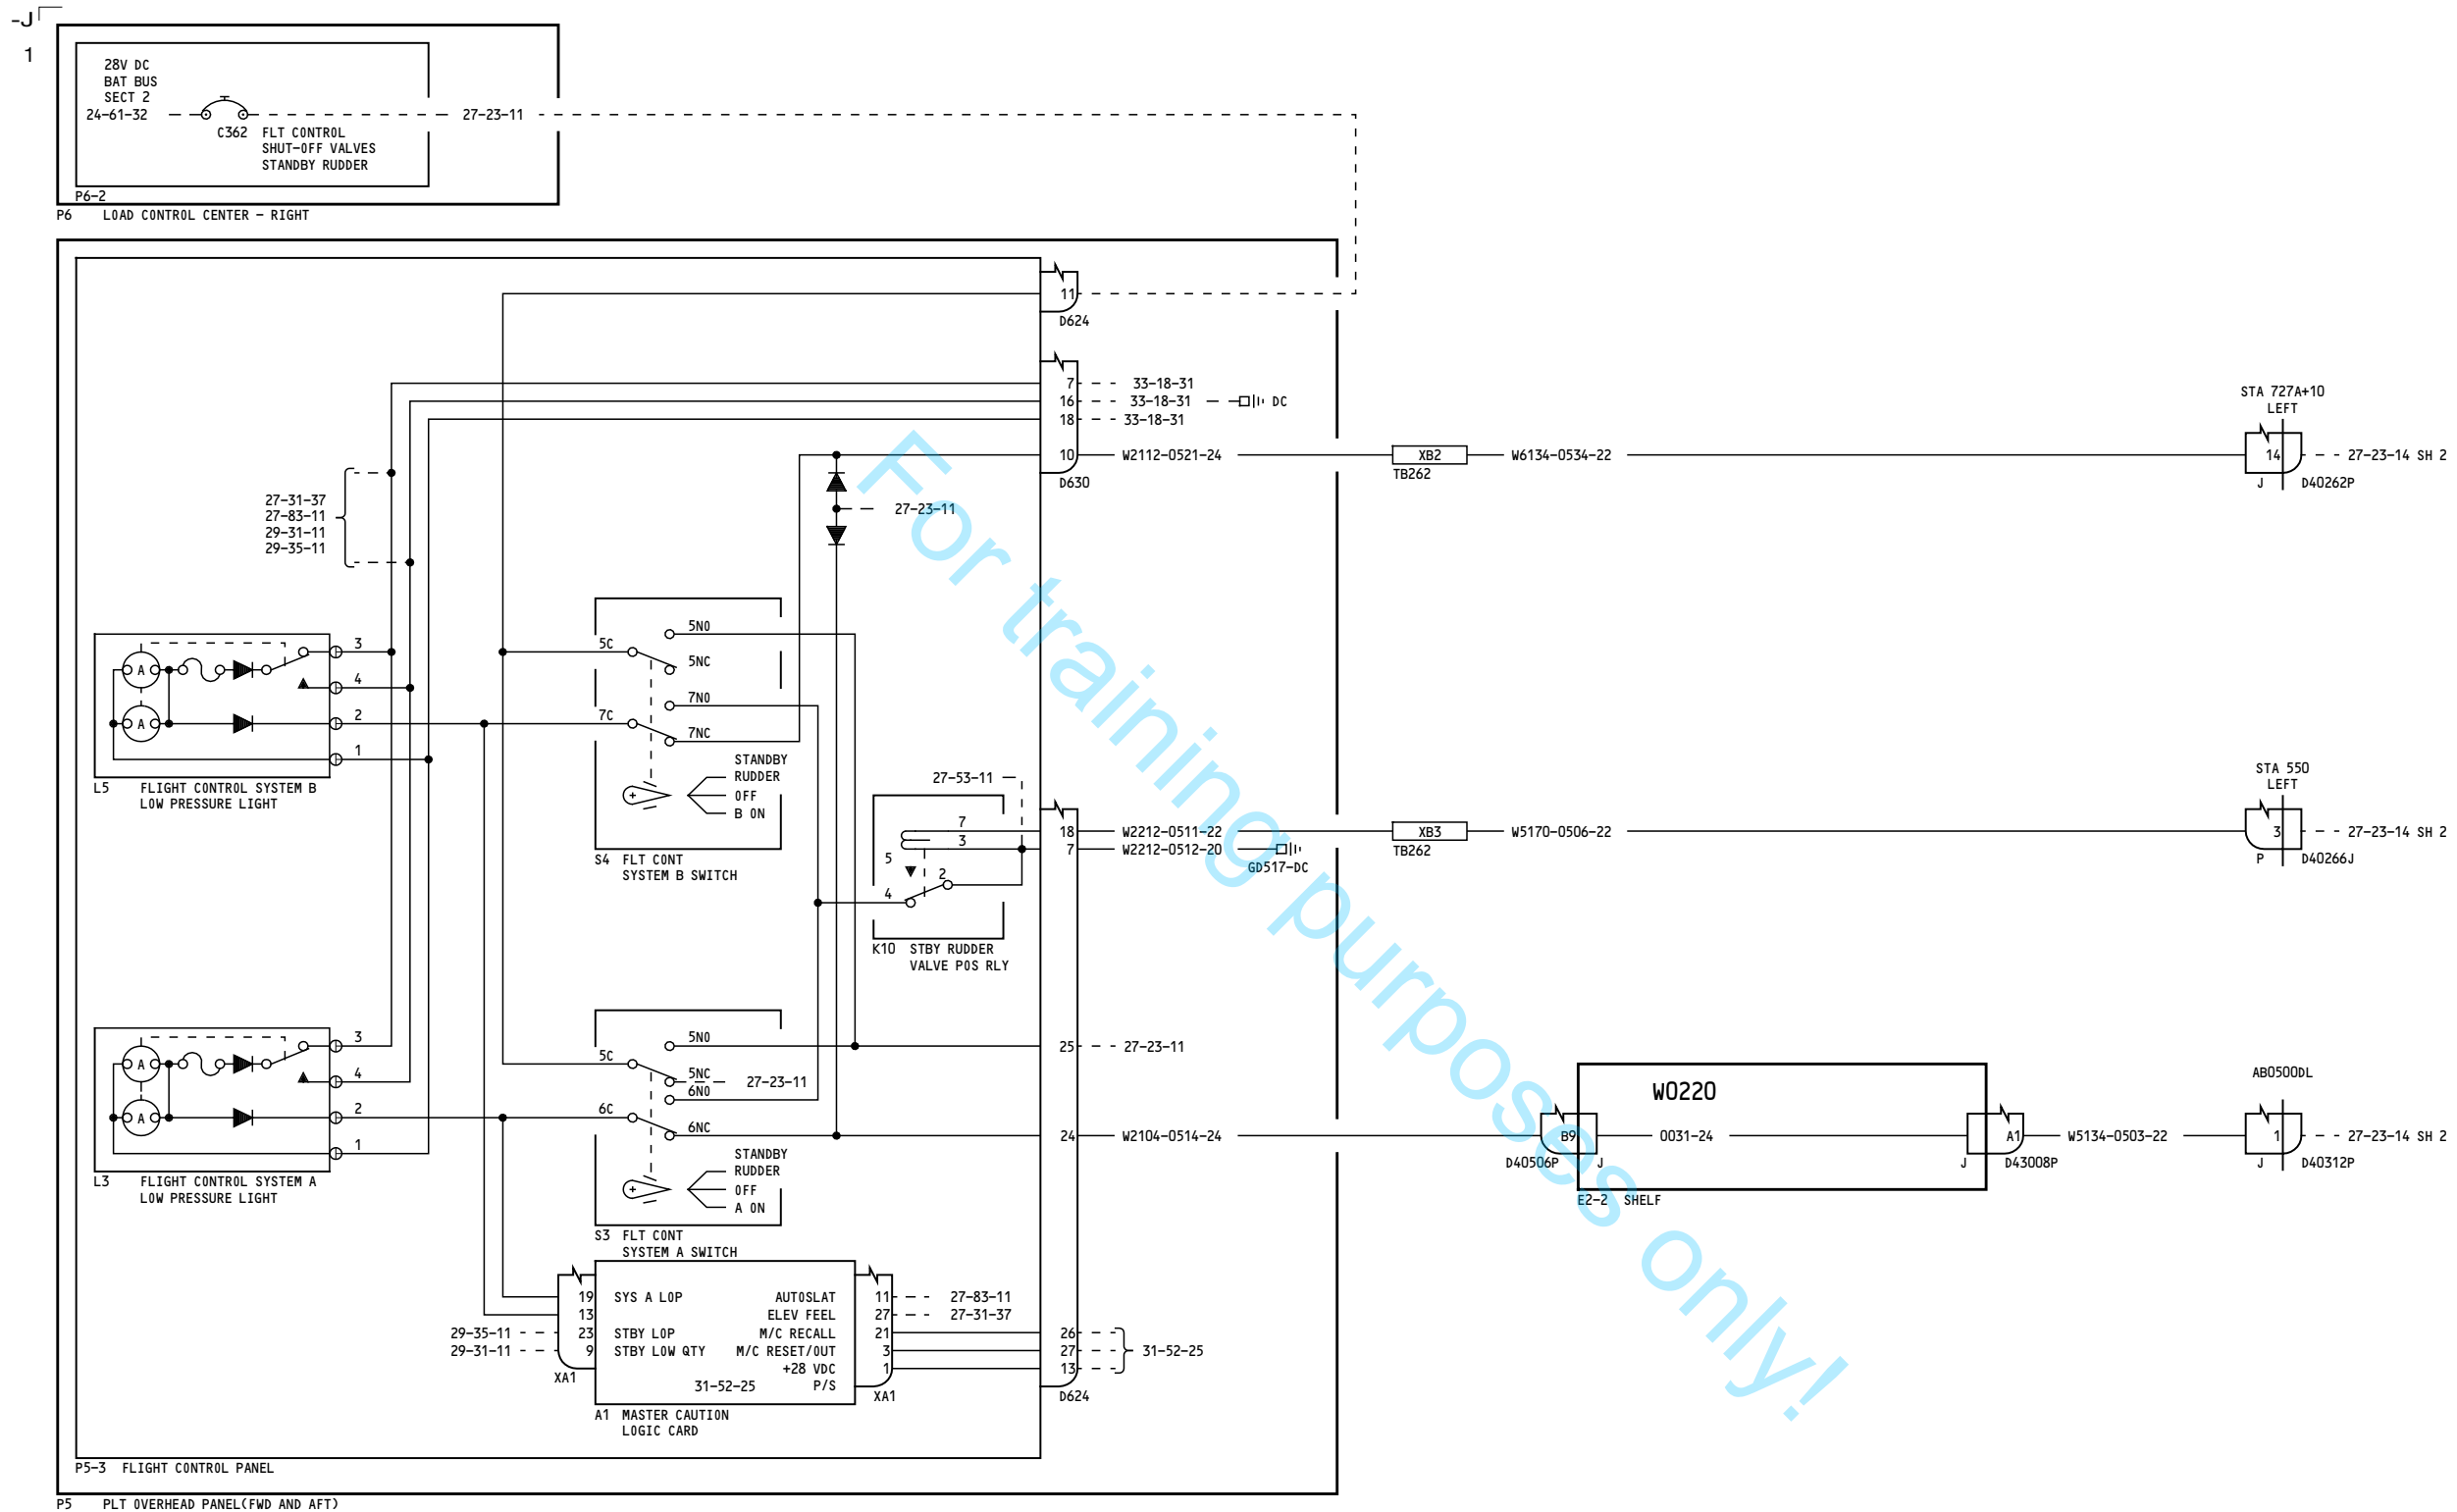 -J
1
28V DC
BAT BUS
SECT 2
24-61-32
C362 FLT CONTROL
SHUT-OFF VALVES
STANDBY RUDDER
27-23-11
P6-2
P6 LOAD CONTROL CENTER - RIGHT
11
D624
7 33-18-31
16 33-18-31 DC
18 33-18-31
10 W2112-0521-24
D630
XB2
TB262
W6134-0534-22
STA 727A+10
LEFT
14
J D40262P
27-23-14 SH 2
27-31-37
27-83-11
29-31-11
29-35-11
27-23-11
A
A
3
4
2
1
L5 FLIGHT CONTROL SYSTEM B
LOW PRESSURE LIGHT
5NO
5C
5NC
7NO
7C
7NC
STANDBY
RUDDER
OFF
B ON
S4 FLT CONT
SYSTEM B SWITCH
27-53-11
7
3
5
2
4
K10 STBY RUDDER
VALVE POS RLY
18 W2212-0511-22
7 W2212-0512-20
GD517-DC
XB3
TB262
W5170-0506-22
STA 550
LEFT
3
P D40266J
27-23-14 SH 2
A
A
3
4
2
1
L3 FLIGHT CONTROL SYSTEM A
LOW PRESSURE LIGHT
5NO
5C
5NC 27-23-11
6NO
6C
6NC
STANDBY
RUDDER
OFF
A ON
S3 FLT CONT
SYSTEM A SWITCH
25 27-23-11
24 W2104-0514-24
W0220
B9
D40506P J
0031-24
A1
J D43008P
E2-2 SHELF
W5134-0503-22
AB0500DL
1
J D40312P
27-23-14 SH 2
19 SYS A LOP AUTOSLAT 11 27-83-11
13 ELEV FEEL 27 27-31-37
29-35-11 23 STBY LOP M/C RECALL 21 26
29-31-11 9 STBY LOW QTY M/C RESET/OUT 3 27 31-52-25
+28 VDC 1 13
XA1 31-52-25 P/S XA1 D624
A1 MASTER CAUTION
LOGIC CARD
P5-3 FLIGHT CONTROL PANEL
P5 PLT OVERHEAD PANEL(FWD AND AFT)
For training purposes only!